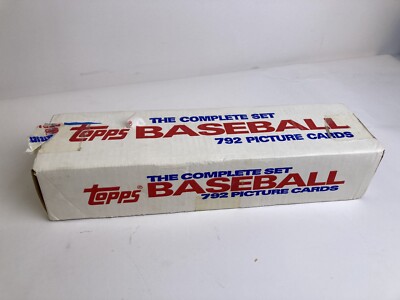 THE COMPLETE SET
Topps BASEBALL
792 PICTURE CARDS
THE COMPLETE SET
Topps® BASEBALL
792 PICTURE CARDS